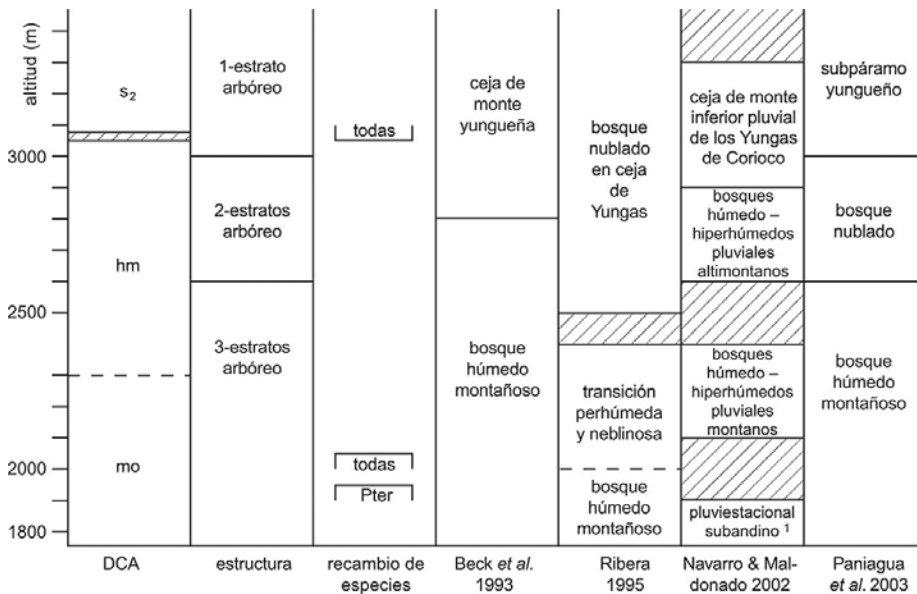 altitud (m)
3000
2500
2000
1800
s2
hm
mo
DCA
1-estrato
arbóreo
2-estratos
arbóreo
3-estratos
arbóreo
estructura
todas
todas
Pter
recambio de
especies
ceja de
monte
yungueña
bosque
húmedo
montañoso
Beck et al.
1993
bosque
nublado
en ceja
de
Yungas
transición
perhúmeda
y neblinosa
bosque
húmedo
montañoso
Ribera
1995
ceja de monte
inferior pluvial
de los Yungas
de Corioco
bosques
húmedo –
hiperhúmedos
pluviales
altimontanos
bosques
húmedo –
hiperhúmedos
pluviales
montanos
pluviestacional
subandino 1
Navarro & Mal-
donado 2002
subpáramo
yungueño
bosque
nublado
bosque
húmedo
montañoso
Paniagua
et al. 2003